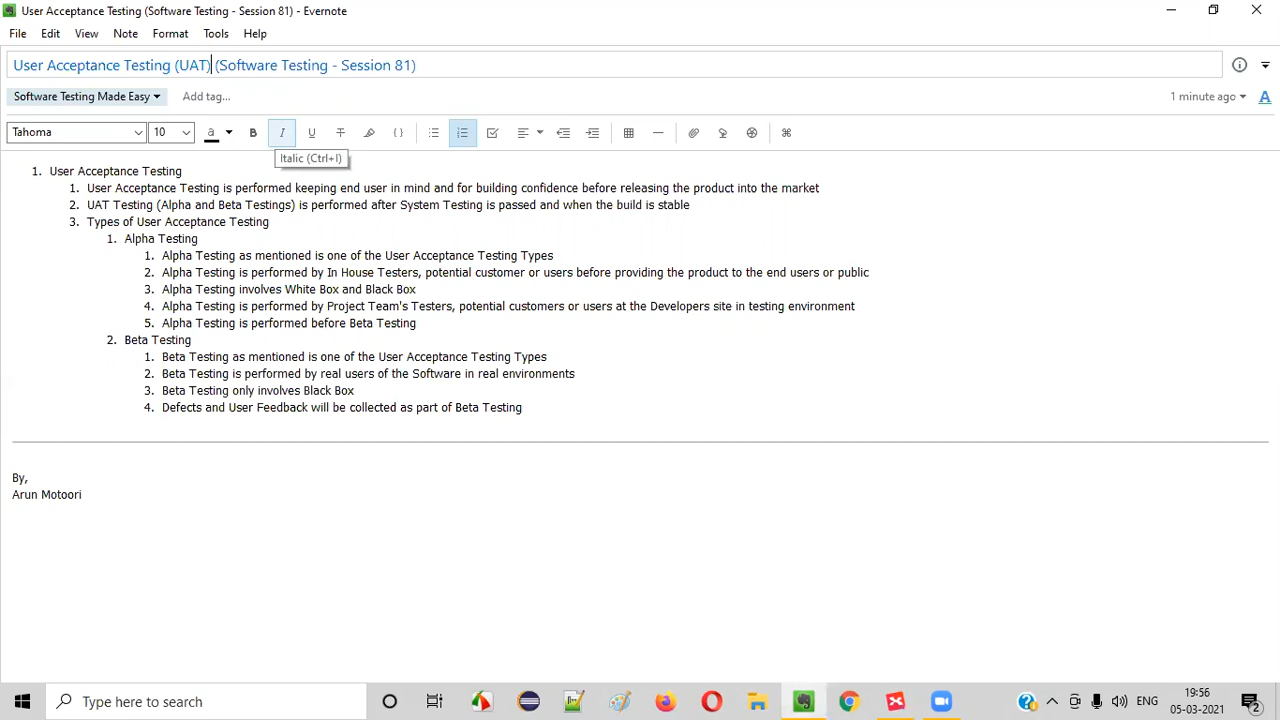 User Acceptance Testing (Software Testing - Session 81) - Evernote
File Edit View Note Format Tools Help
User Acceptance Testing (UAT) (Software Testing - Session 81)
Software Testing Made Easy Add tag... 1 minute ago A
Tahoma 10 a B I U T { }
Italic (Ctrl+I)
1. User Acceptance Testing
1. User Acceptance Testing is performed keeping end user in mind and for building confidence before releasing the product into the market
2. UAT Testing (Alpha and Beta Testings) is performed after System Testing is passed and when the build is stable
3. Types of User Acceptance Testing
1. Alpha Testing
1. Alpha Testing as mentioned is one of the User Acceptance Testing Types
2. Alpha Testing is performed by In House Testers, potential customer or users before providing the product to the end users or public
3. Alpha Testing involves White Box and Black Box
4. Alpha Testing is performed by Project Team's Testers, potential customers or users at the Developers site in testing environment
5. Alpha Testing is performed before Beta Testing
2. Beta Testing
1. Beta Testing as mentioned is one of the User Acceptance Testing Types
2. Beta Testing is performed by real users of the Software in real environments
3. Beta Testing only involves Black Box
4. Defects and User Feedback will be collected as part of Beta Testing
By,
Arun Motoori
Type here to search ENG 19:56
05-03-2021 2